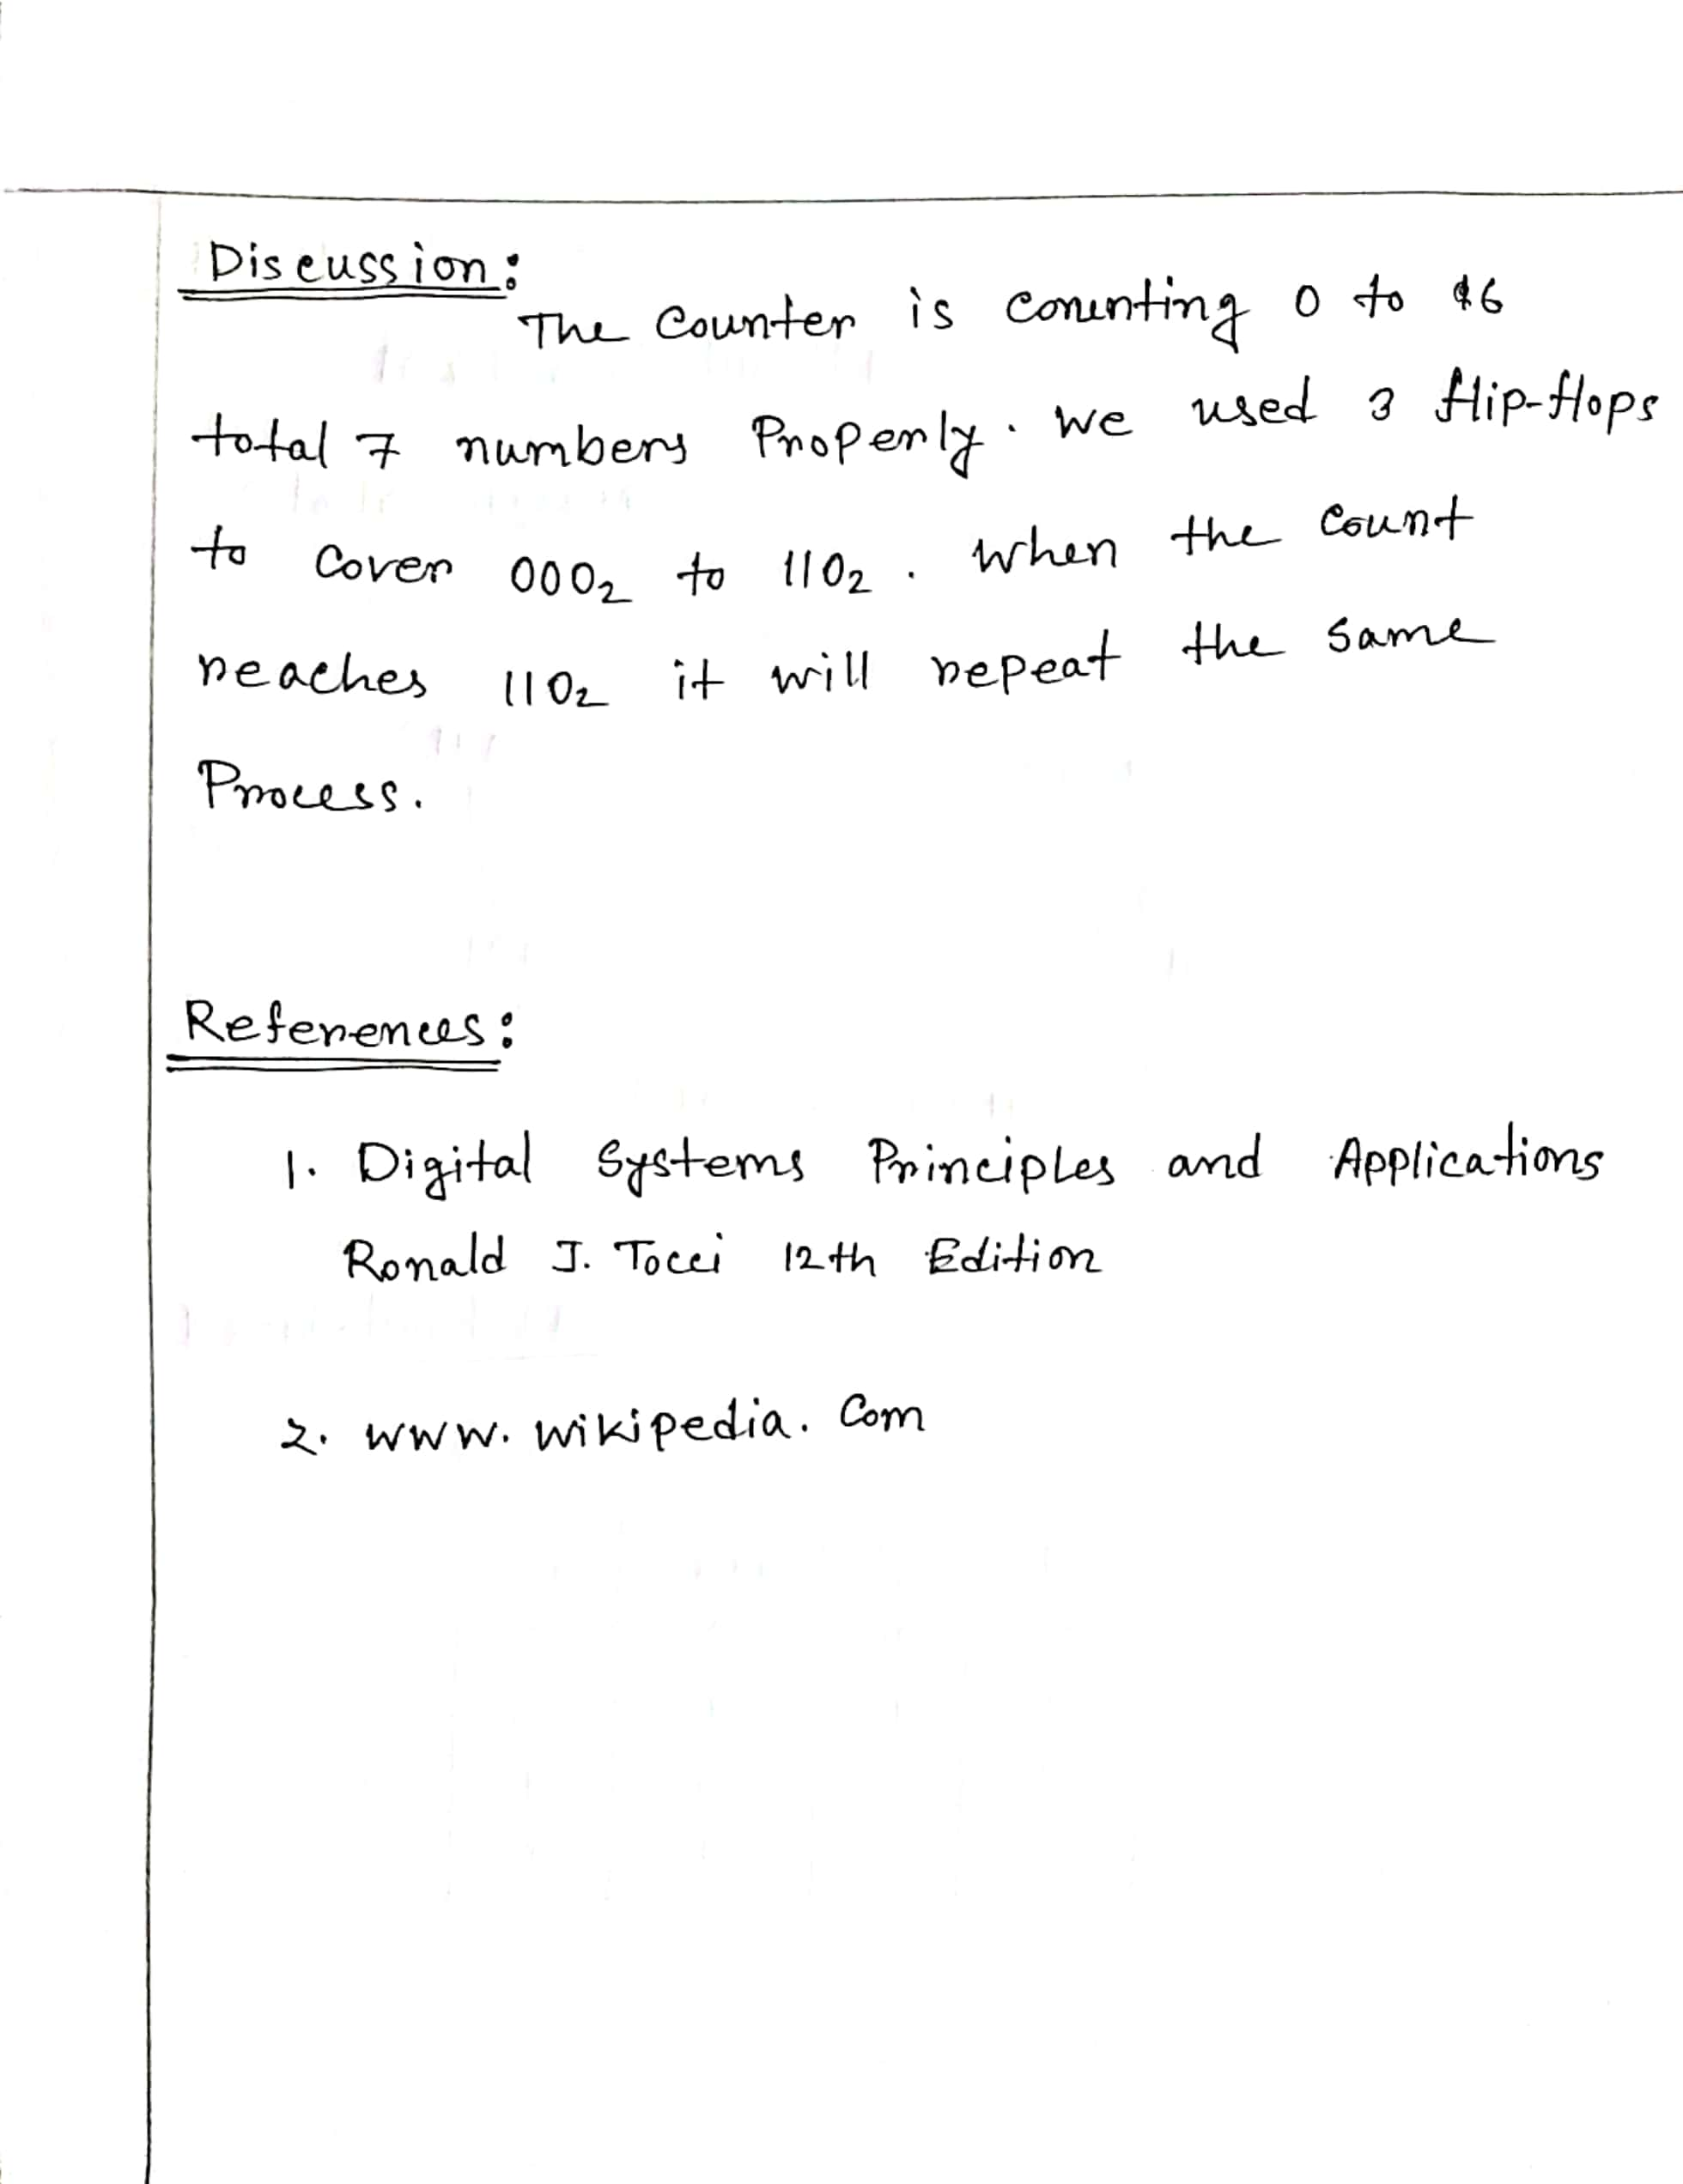 Discussion:
The Counter is counting 0 to 6
total 7 numbers Properly. We used 3 flip-flops
to Cover 000₂ to 110₂. When the Count
reaches 110₂ it will repeat the same
Process.
References:
1. Digital Systems Principles and Applications
Ronald J. Tocci 12th Edition
2. www.wikipedia.Com